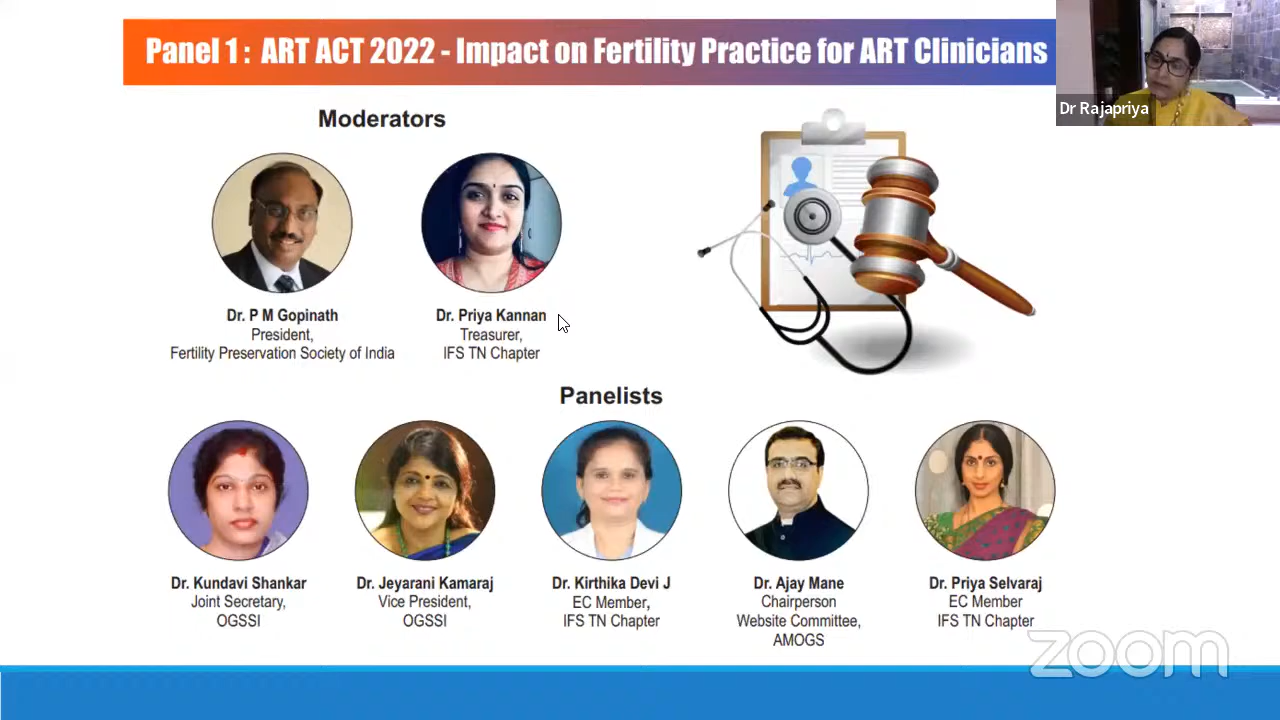 Panel 1 : ART ACT 2022 - Impact on Fertility Practice for ART Clinicians
Dr Rajapriya
Moderators
Dr. P M Gopinath
President,
Fertility Preservation Society of India
Dr. Priya Kannan
Treasurer,
IFS TN Chapter
Panelists
Dr. Kundavi Shankar
Joint Secretary,
OGSSI
Dr. Jeyarani Kamaraj
Vice President,
OGSSI
Dr. Kirthika Devi J
EC Member,
IFS TN Chapter
Dr. Ajay Mane
Chairperson
Website Committee,
AMOGS
Dr. Priya Selvaraj
EC Member
IFS TN Chapter
zoom